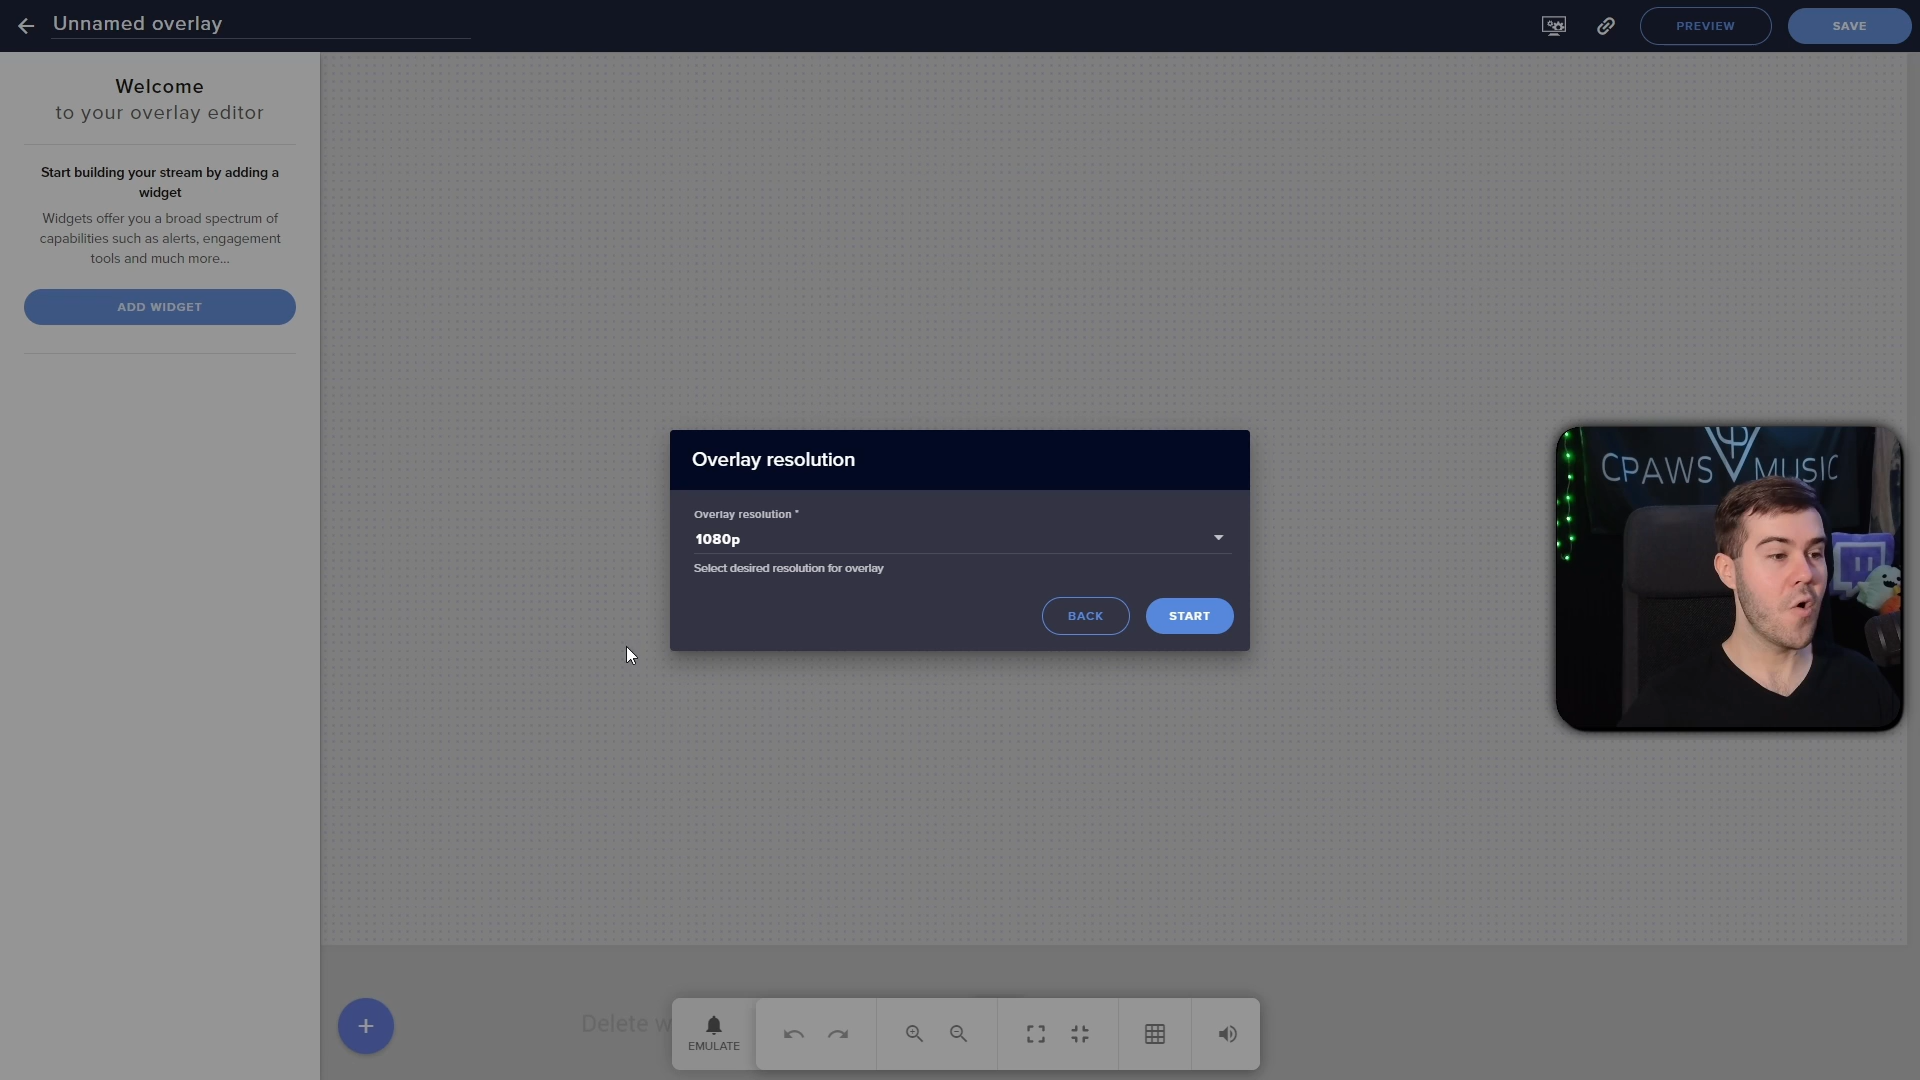 Unnamed overlay
PREVIEW
SAVE
Welcome
to your overlay editor
Start building your stream by adding a
widget
Widgets offer you a broad spectrum of
capabilities such as alerts, engagement
tools and much more...
ADD WIDGET
Overlay resolution
Overlay resolution *
1080p
Select desired resolution for overlay
BACK
START
CPAWS MUSIC
+
Delete w
EMULATE